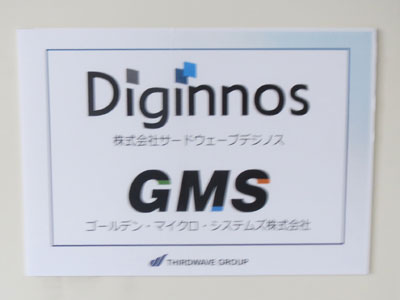 Diginnos
株式会社サードウェーブデジノス
GMS
ゴールデン・マイクロ・システムズ株式会社
THIRDWAVE GROUP